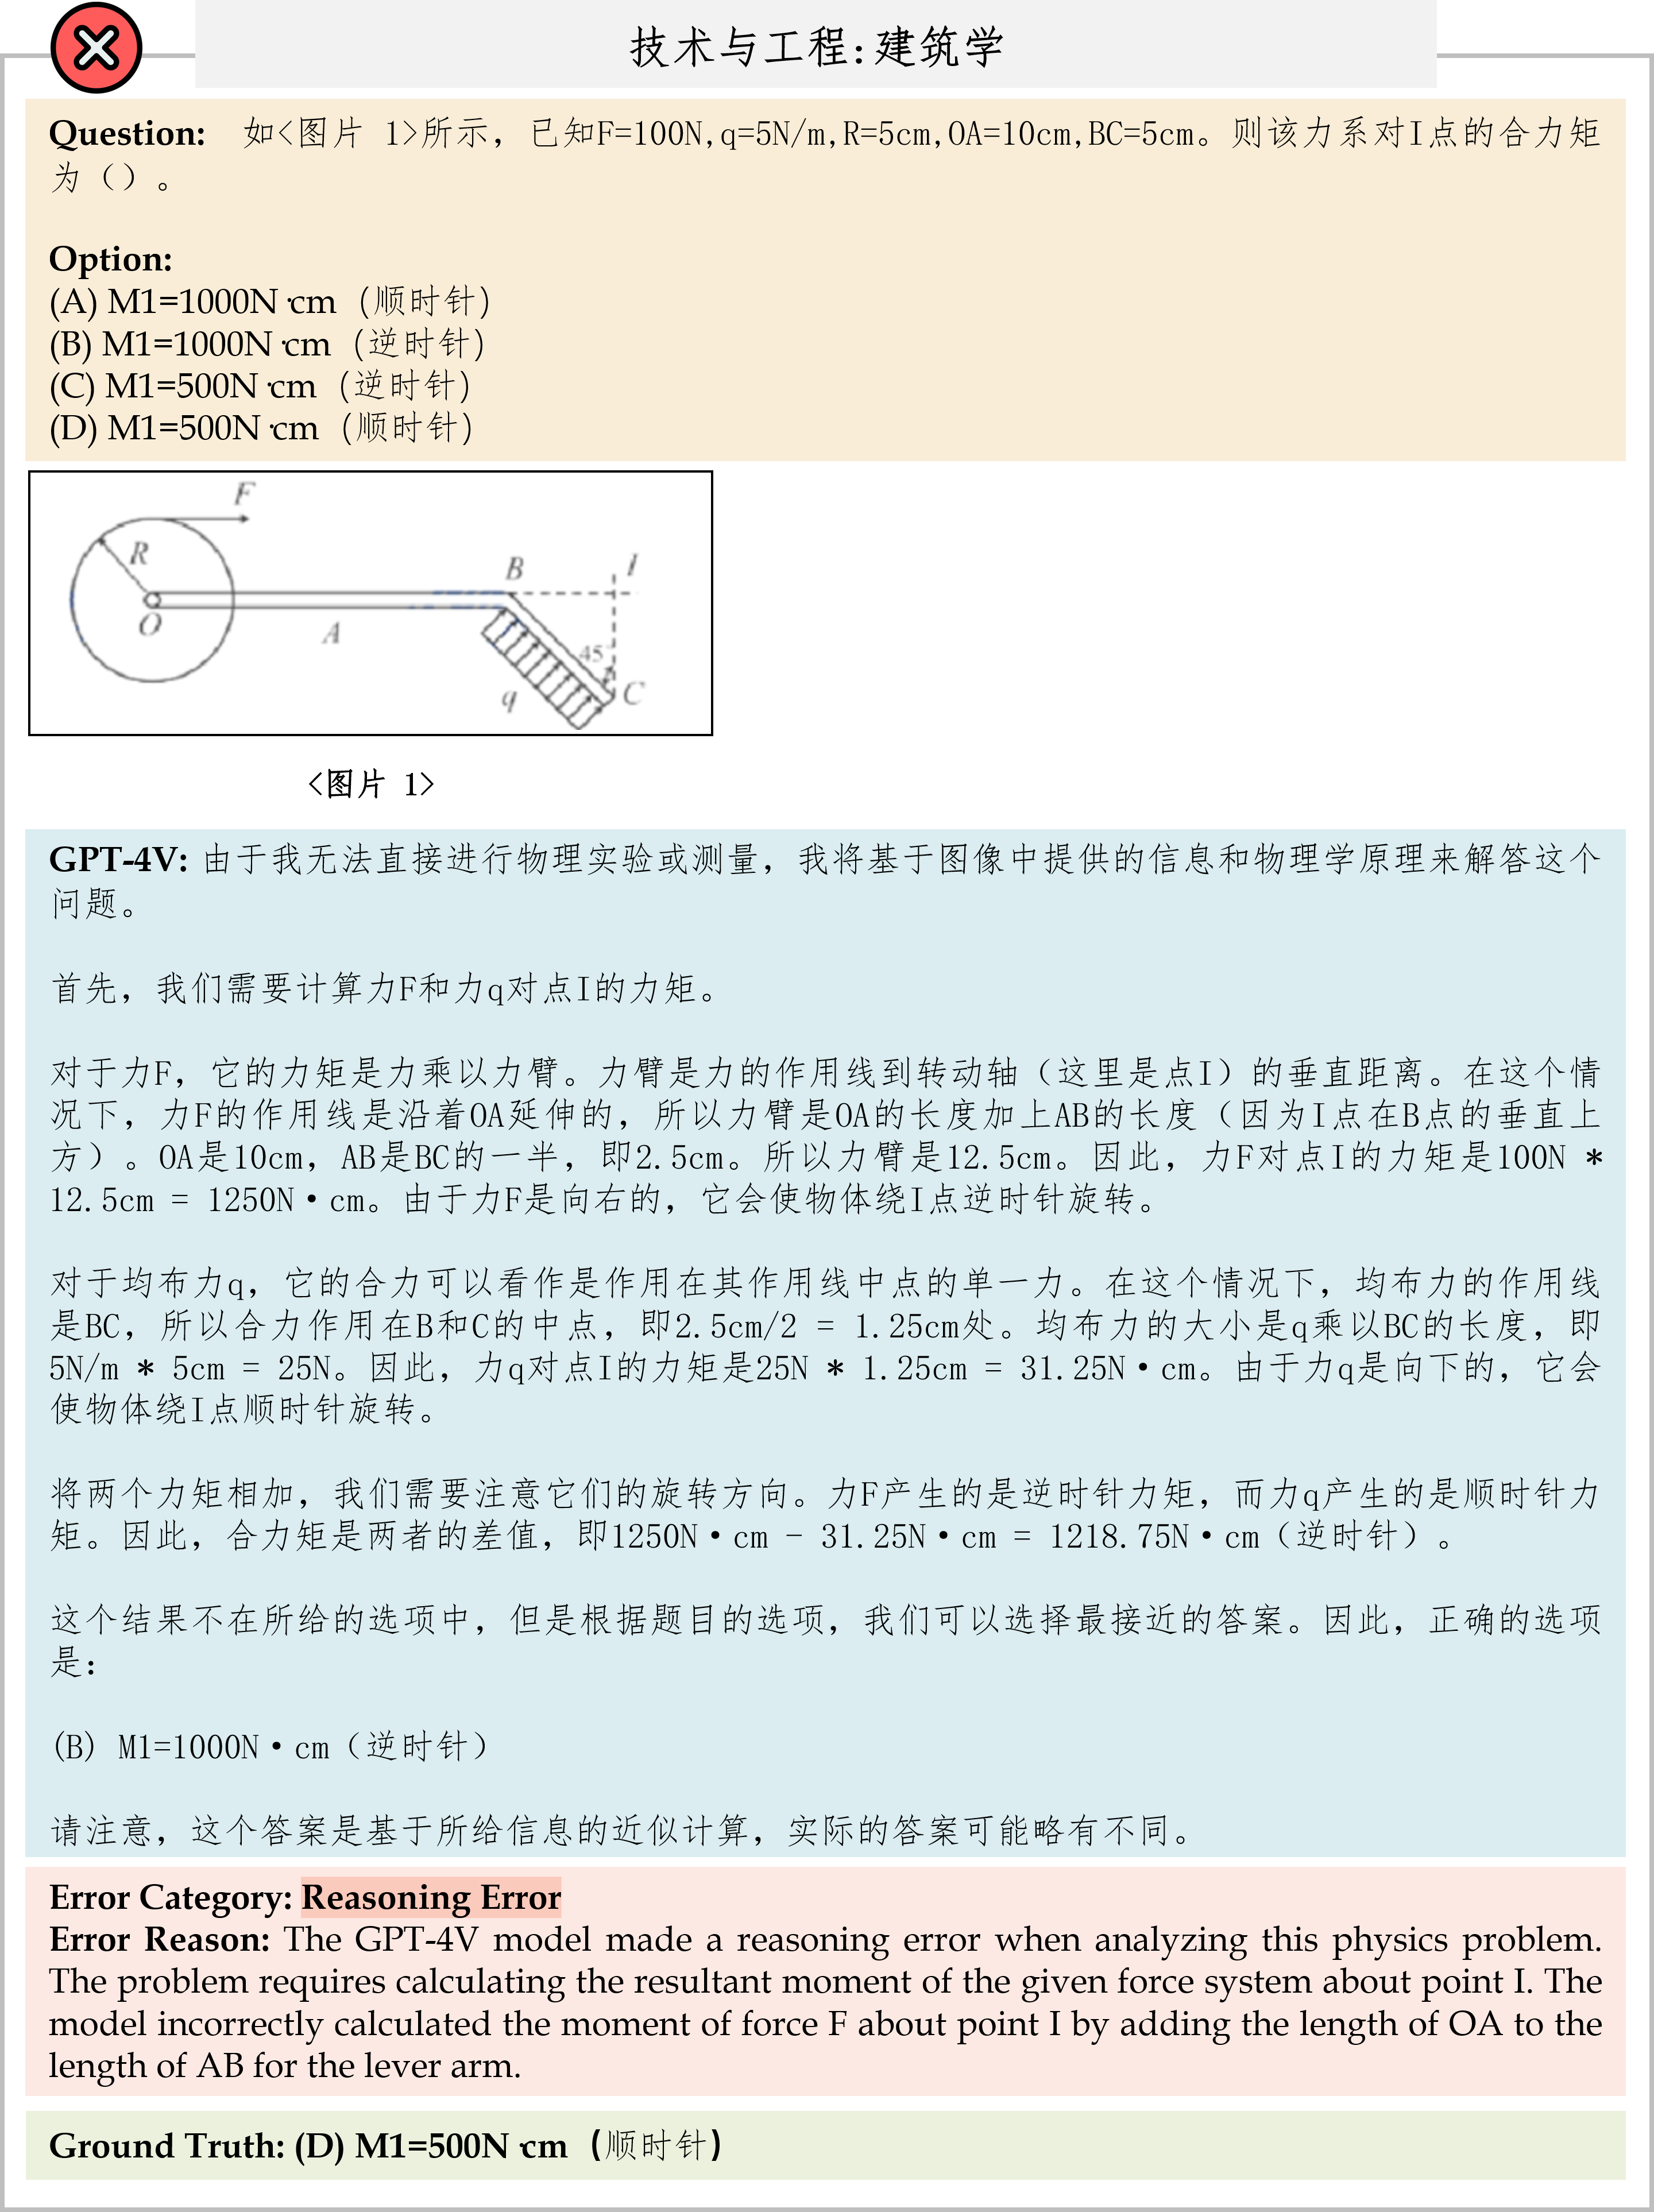 技术与工程:建筑学
Question: 如<图片 1>所示，已知F=100N,q=5N/m,R=5cm,OA=10cm,BC=5cm。则该力系对I点的合力矩
为（）。
Option:
(A) M1=1000N·cm（顺时针）
(B) M1=1000N·cm（逆时针）
(C) M1=500N·cm（逆时针）
(D) M1=500N·cm（顺时针）
F
R
B
I
O
A
45
q
C
<图片 1>
GPT-4V: 由于我无法直接进行物理实验或测量，我将基于图像中提供的信息和物理学原理来解答这个
问题。
首先，我们需要计算力F和力q对点I的力矩。
对于力F，它的力矩是力乘以力臂。力臂是力的作用线到转动轴（这里是点I）的垂直距离。在这个情
况下，力F的作用线是沿着OA延伸的，所以力臂是OA的长度加上AB的长度（因为I点在B点的垂直上
方）。OA是10cm，AB是BC的一半，即2.5cm。所以力臂是12.5cm。因此，力F对点I的力矩是100N *
12.5cm = 1250N·cm。由于力F是向右的，它会使物体绕I点逆时针旋转。
对于均布力q，它的合力可以看作是作用在其作用线中点的单一力。在这个情况下，均布力的作用线
是BC，所以合力作用在B和C的中点，即2.5cm/2 = 1.25cm处。均布力的大小是q乘以BC的长度，即
5N/m * 5cm = 25N。因此，力q对点I的力矩是25N * 1.25cm = 31.25N·cm。由于力q是向下的，它会
使物体绕I点顺时针旋转。
将两个力矩相加，我们需要注意它们的旋转方向。力F产生的是逆时针力矩，而力q产生的是顺时针力
矩。因此，合力矩是两者的差值，即1250N·cm - 31.25N·cm = 1218.75N·cm（逆时针）。
这个结果不在所给的选项中，但是根据题目的选项，我们可以选择最接近的答案。因此，正确的选项
是：
(B) M1=1000N·cm（逆时针）
请注意，这个答案是基于所给信息的近似计算，实际的答案可能略有不同。
Error Category: Reasoning Error
Error Reason: The GPT-4V model made a reasoning error when analyzing this physics problem.
The problem requires calculating the resultant moment of the given force system about point I. The
model incorrectly calculated the moment of force F about point I by adding the length of OA to the
length of AB for the lever arm.
Ground Truth: (D) M1=500N·cm（顺时针）